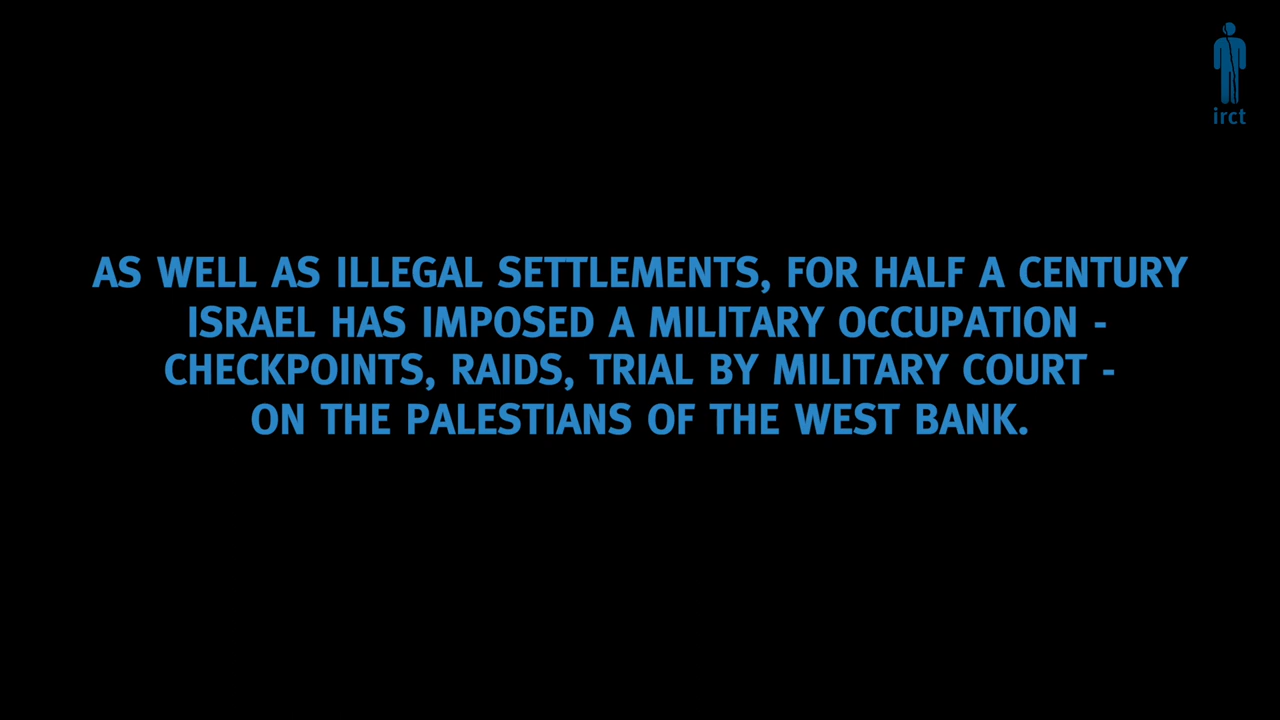 irct
AS WELL AS ILLEGAL SETTLEMENTS, FOR HALF A CENTURY
ISRAEL HAS IMPOSED A MILITARY OCCUPATION -
CHECKPOINTS, RAIDS, TRIAL BY MILITARY COURT -
ON THE PALESTIANS OF THE WEST BANK.